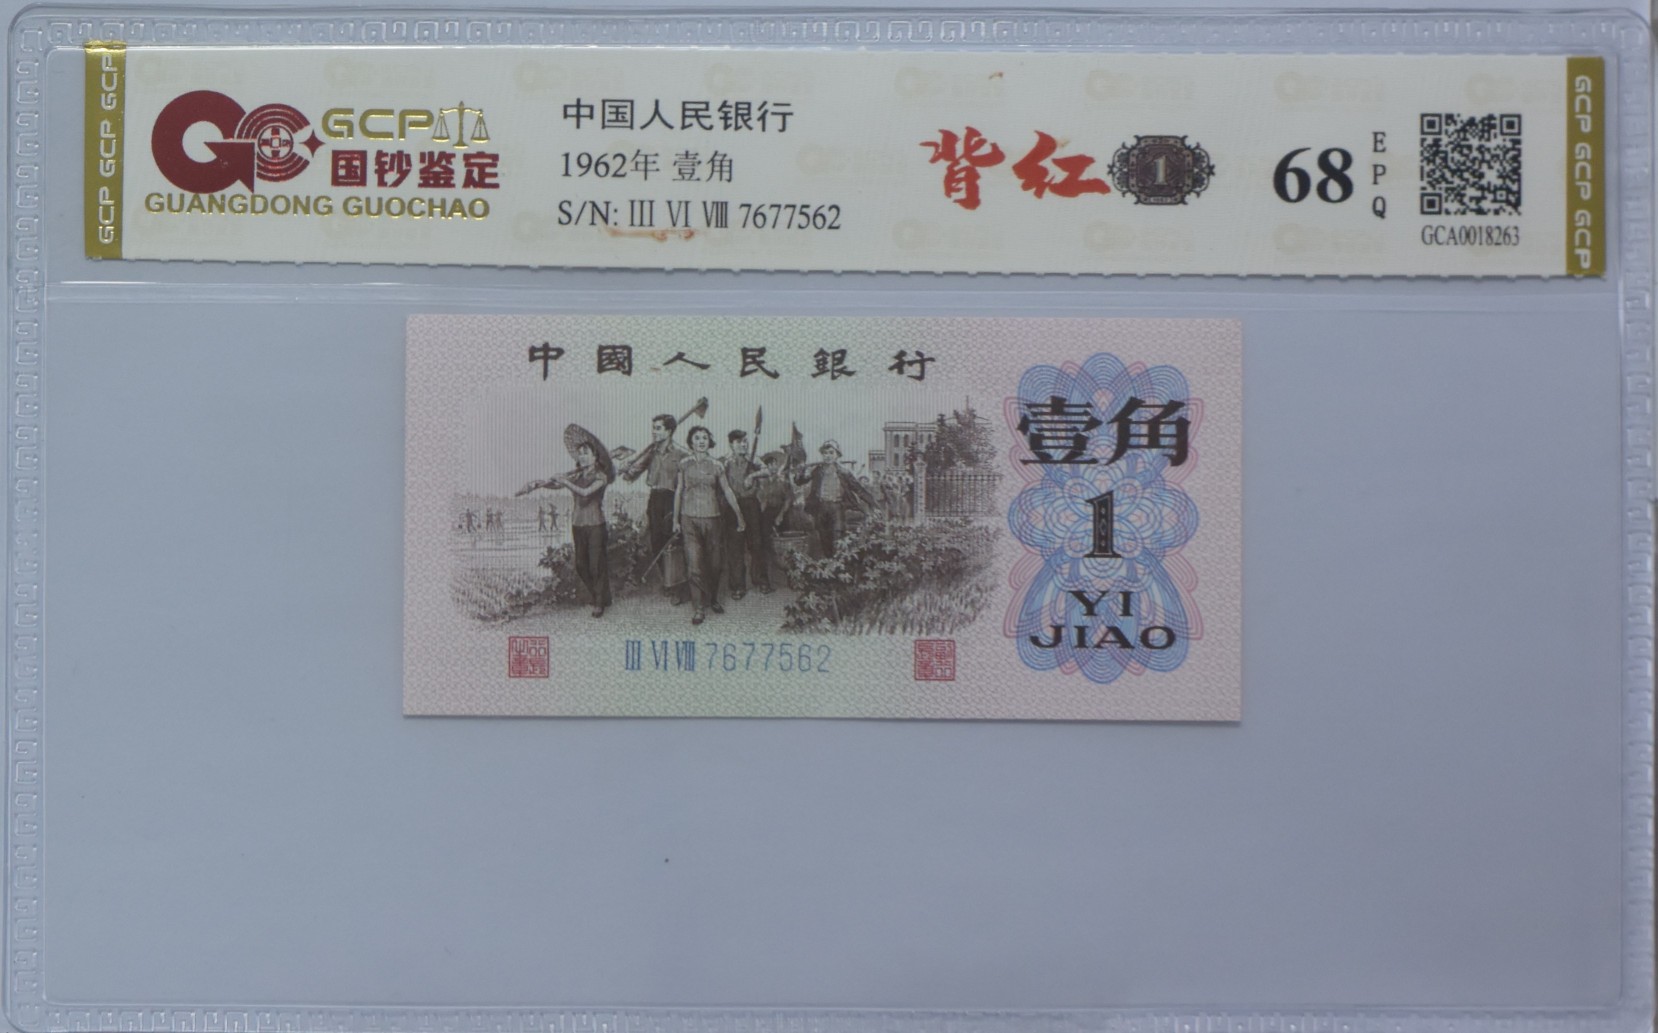 GCP GCP GCP
GCP
国钞鉴定
GUANGDONG GUOCHAO
中国人民银行
1962年 壹角
S/N: III VI VIII 7677562
背红
1
68
EPQ
GCA0018263
GCP GCP GCP
中國人民銀行
壹角
1
YI
JIAO
III VI VIII 7677562